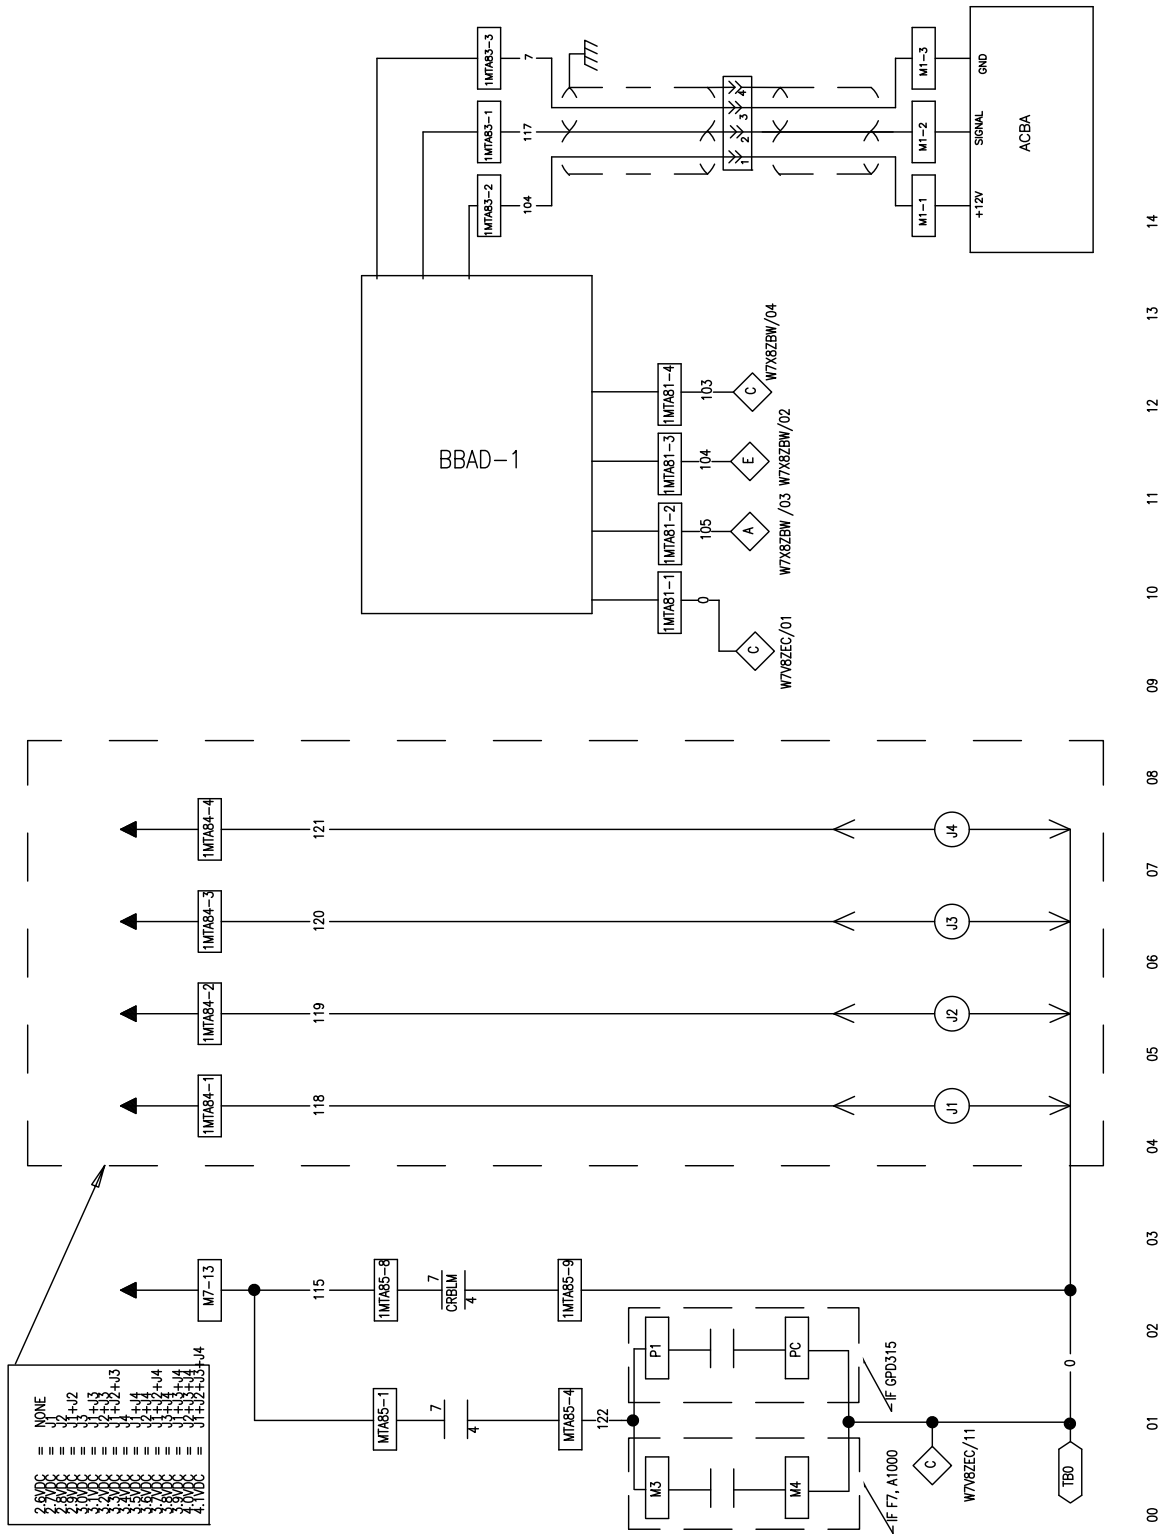 2.6VDC = NONE
2.7VDC = J1
2.8VDC = J2
2.9VDC = J1+J2
3.0VDC = J3
3.1VDC = J1+J3
3.2VDC = J2+J3
3.3VDC = J1+J2+J3
3.4VDC = J4
3.5VDC = J1+J4
3.6VDC = J2+J4
3.7VDC = J1+J2+J4
3.8VDC = J3+J4
3.9VDC = J1+J3+J4
4.0VDC = J2+J3+J4
4.1VDC = J1+J2+J3+J4
M7-13
115
1MTA85-8
7
CRBLM
4
1MTA85-9
MTA85-1
7
4
MTA85-4
122
M3
M4
IF F7, A1000
P1
PC
IF GPD315
C
W7V8ZEC/11
TB0
0
1MTA84-1
118
J1
1MTA84-2
119
J2
1MTA84-3
120
J3
1MTA84-4
121
J4
BBAD-1
1MTA81-1
0
C
W7V8ZEC/01
1MTA81-2
105
A
W7X8ZBW /03
1MTA81-3
104
E
W7X8ZBW/02
1MTA81-4
103
C
W7X8ZBW/04
1MTA83-2
104
1MTA83-1
117
1MTA83-3
7
1
2
3
4
M1-1
M1-2
M1-3
+12V
SIGNAL
GND
ACBA
00
01
02
03
04
05
06
07
08
09
10
11
12
13
14